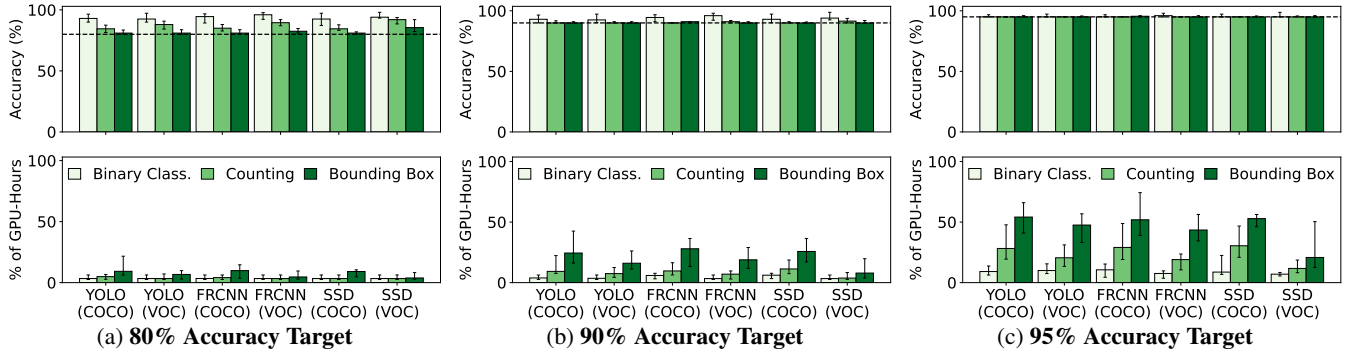 100
50
0
Accuracy (%)
100
50
0
% of GPU-Hours
Binary Class. Counting Bounding Box
YOLO (COCO)
YOLO (VOC)
FRCNN (COCO)
FRCNN (VOC)
SSD (COCO)
SSD (VOC)
(a) 80% Accuracy Target
100
50
0
Accuracy (%)
100
50
0
% of GPU-Hours
Binary Class. Counting Bounding Box
YOLO (COCO)
YOLO (VOC)
FRCNN (COCO)
FRCNN (VOC)
SSD (COCO)
SSD (VOC)
(b) 90% Accuracy Target
100
50
0
Accuracy (%)
100
50
0
% of GPU-Hours
Binary Class. Counting Bounding Box
YOLO (COCO)
YOLO (VOC)
FRCNN (COCO)
FRCNN (VOC)
SSD (COCO)
SSD (VOC)
(c) 95% Accuracy Target